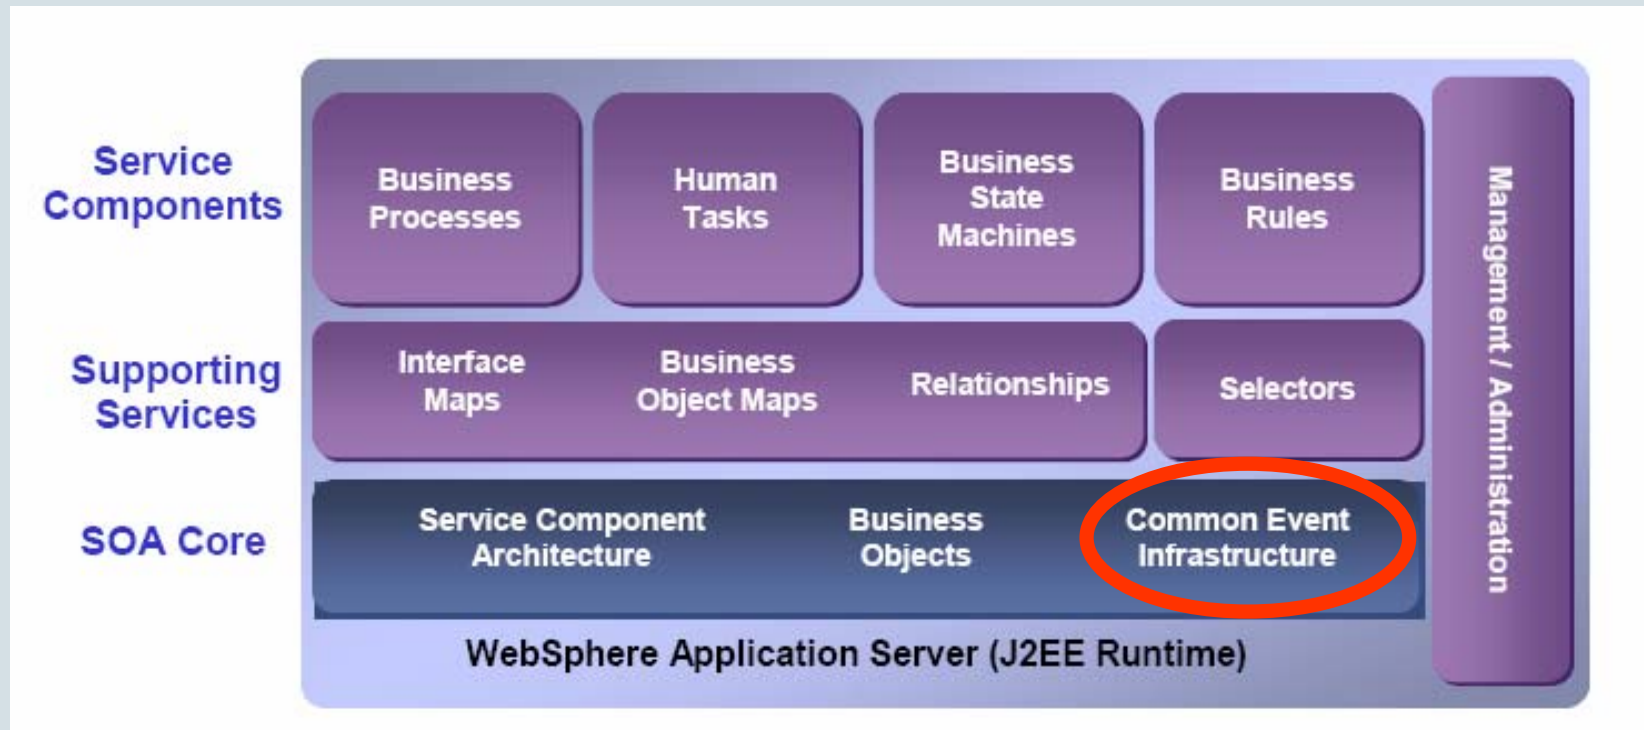 Service
Components
Business
Processes
Human
Tasks
Business
State
Machines
Business
Rules
Management / Administration
Supporting
Services
Interface
Maps
Business
Object Maps
Relationships
Selectors
SOA Core
Service Component
Architecture
Business
Objects
Common Event
Infrastructure
WebSphere Application Server (J2EE Runtime)